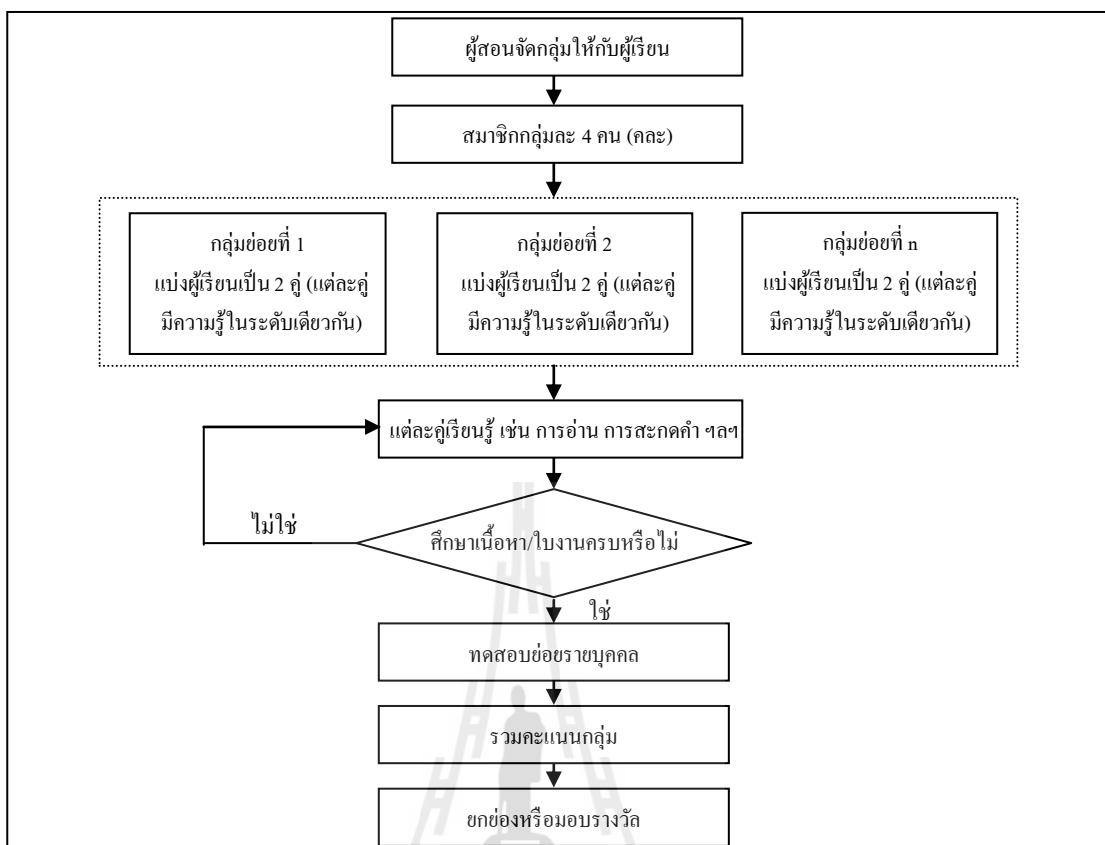 ผู้สอนจัดกลุ่มให้กับผู้เรียน
สมาชิกกลุ่มละ 4 คน (คละ)
กลุ่มย่อยที่ 1
แบ่งผู้เรียนเป็น 2 คู่ (แต่ละคู่
มีความรู้ในระดับเดียวกัน)
กลุ่มย่อยที่ 2
แบ่งผู้เรียนเป็น 2 คู่ (แต่ละคู่
มีความรู้ในระดับเดียวกัน)
กลุ่มย่อยที่ n
แบ่งผู้เรียนเป็น 2 คู่ (แต่ละคู่
มีความรู้ในระดับเดียวกัน)
แต่ละคู่เรียนรู้ เช่น การอ่าน การสะกดคำ ฯลฯ
ไม่ใช่
ศึกษาเนื้อหา/ใบงานครบหรือไม่
ใช่
ทดสอบย่อยรายบุคคล
รวมคะแนนกลุ่ม
ยกย่องหรือมอบรางวัล